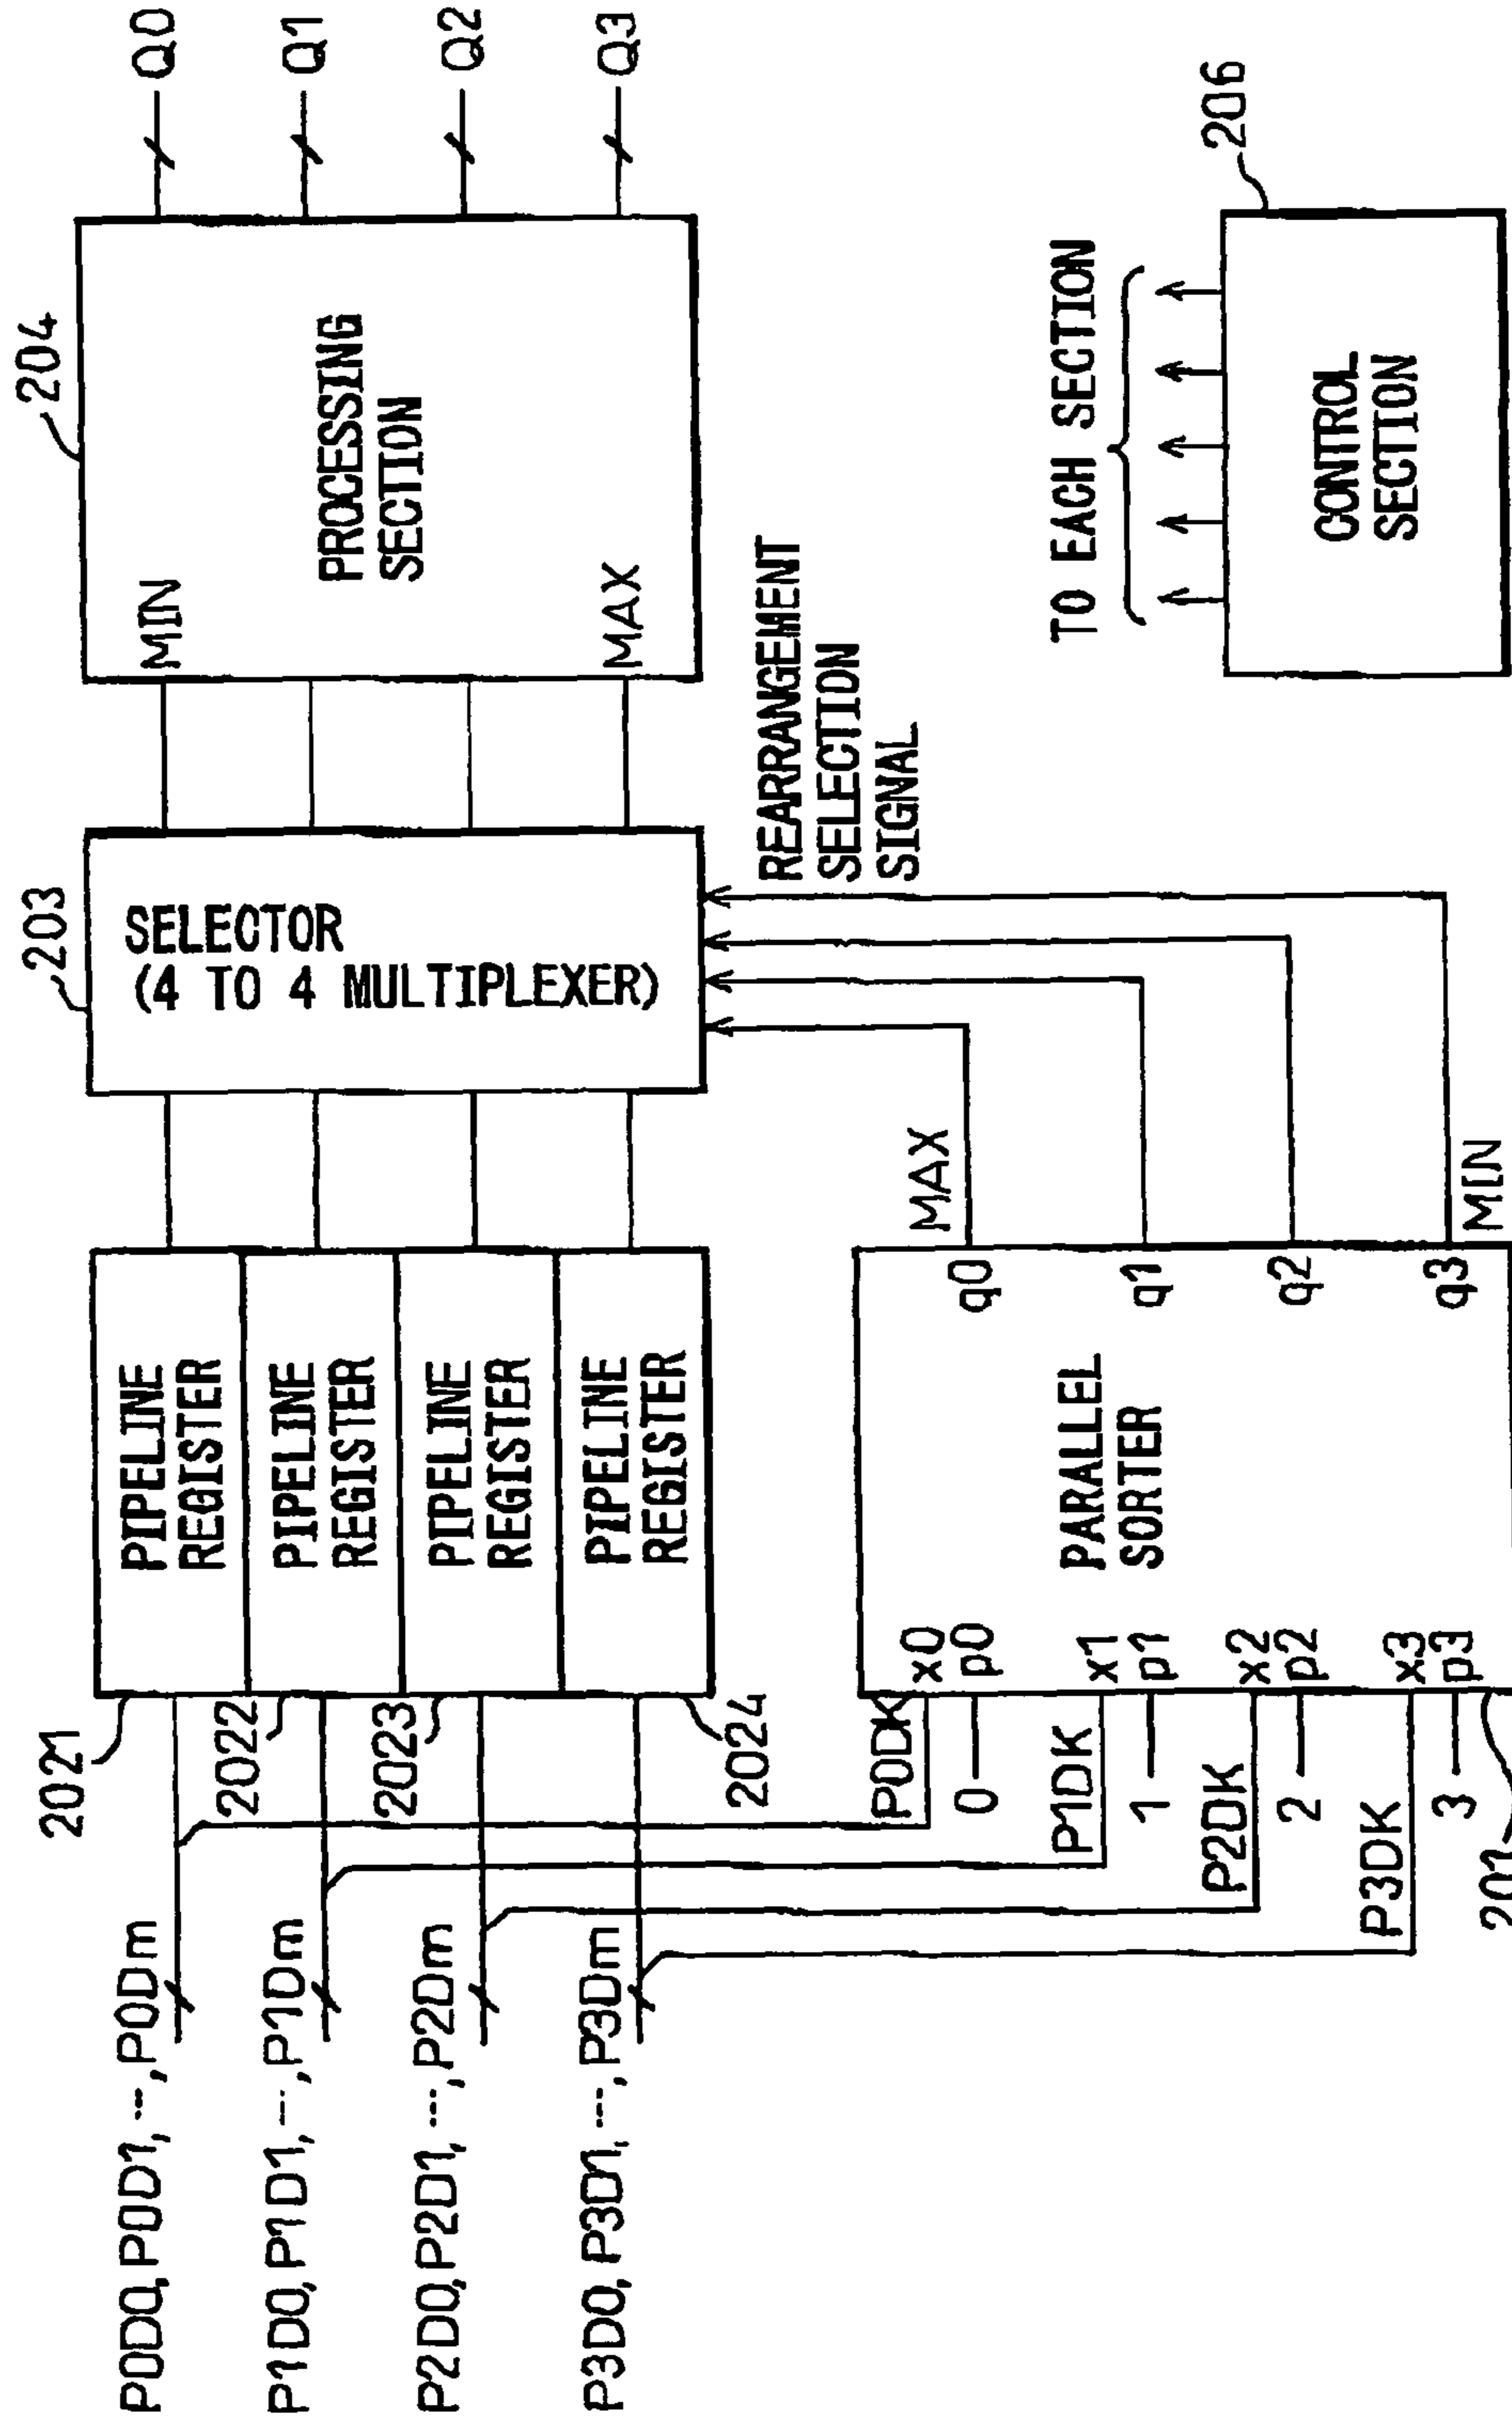 P0D0,P0D1,---,P0Dm
P1D0,P1D1,---,P1Dm
P2D0,P2D1,---,P2Dm
P3D0,P3D1,---,P3Dm
2021
2022
2023
2024
PIPELINE
REGISTER
PIPELINE
REGISTER
PIPELINE
REGISTER
PIPELINE
REGISTER
203
SELECTOR
(4 TO 4 MULTIPLEXER)
204
MIN
MAX
PROCESSING
SECTION
Q0
Q1
Q2
Q3
REARRANGEMENT
SELECTION
SIGNAL
P0DK
0
P1DK
1
P2DK
2
P3DK
3
201
x0
p0
x1
p1
x2
p2
x3
p3
PARALLEL
SORTER
q0
q1
q2
q3
MAX
MIN
TO EACH SECTION
206
CONTROL
SECTION